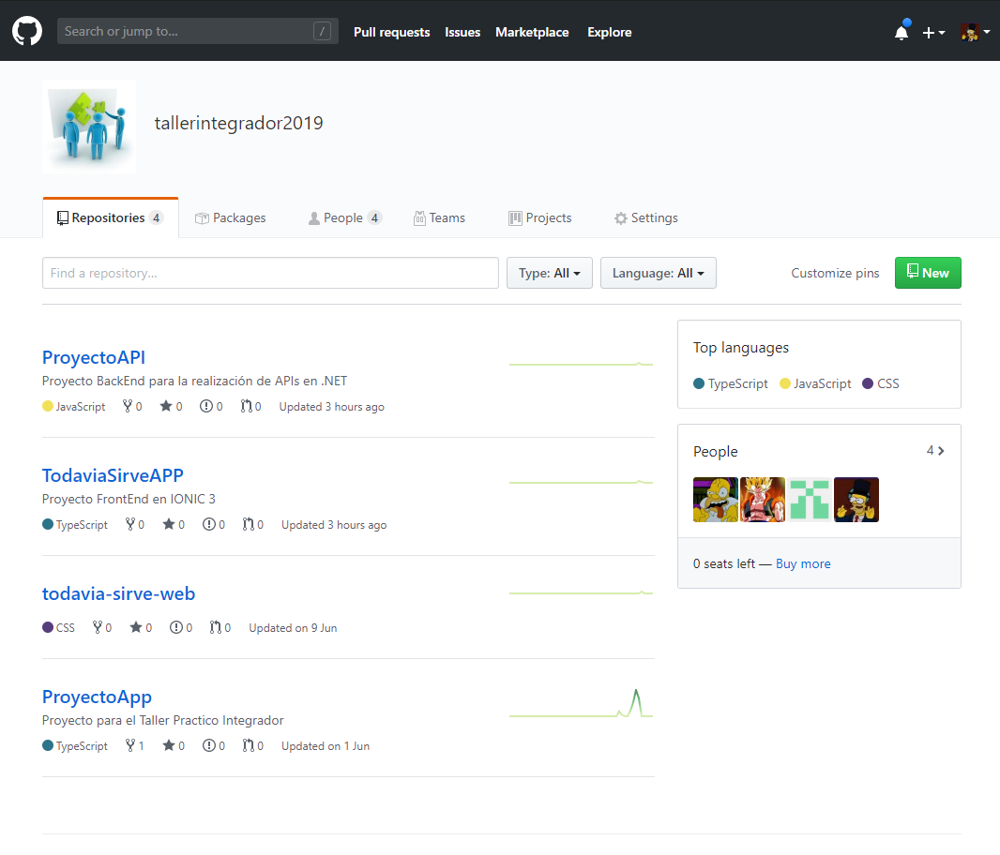 Search or jump to... /
Pull requests Issues Marketplace Explore
tallerintegrador2019
Repositories 4 Packages People 4 Teams Projects Settings
Find a repository... Type: All Language: All Customize pins New
ProyectoAPI
Proyecto BackEnd para la realización de APIs en .NET
JavaScript 0 0 0 0 Updated 3 hours ago
TodaviaSirveAPP
Proyecto FrontEnd en IONIC 3
TypeScript 0 0 0 0 Updated 3 hours ago
todavia-sirve-web
CSS 0 0 0 0 Updated on 9 Jun
ProyectoApp
Proyecto para el Taller Practico Integrador
TypeScript 1 0 0 0 Updated on 1 Jun
Top languages
TypeScript JavaScript CSS
People 4
0 seats left — Buy more